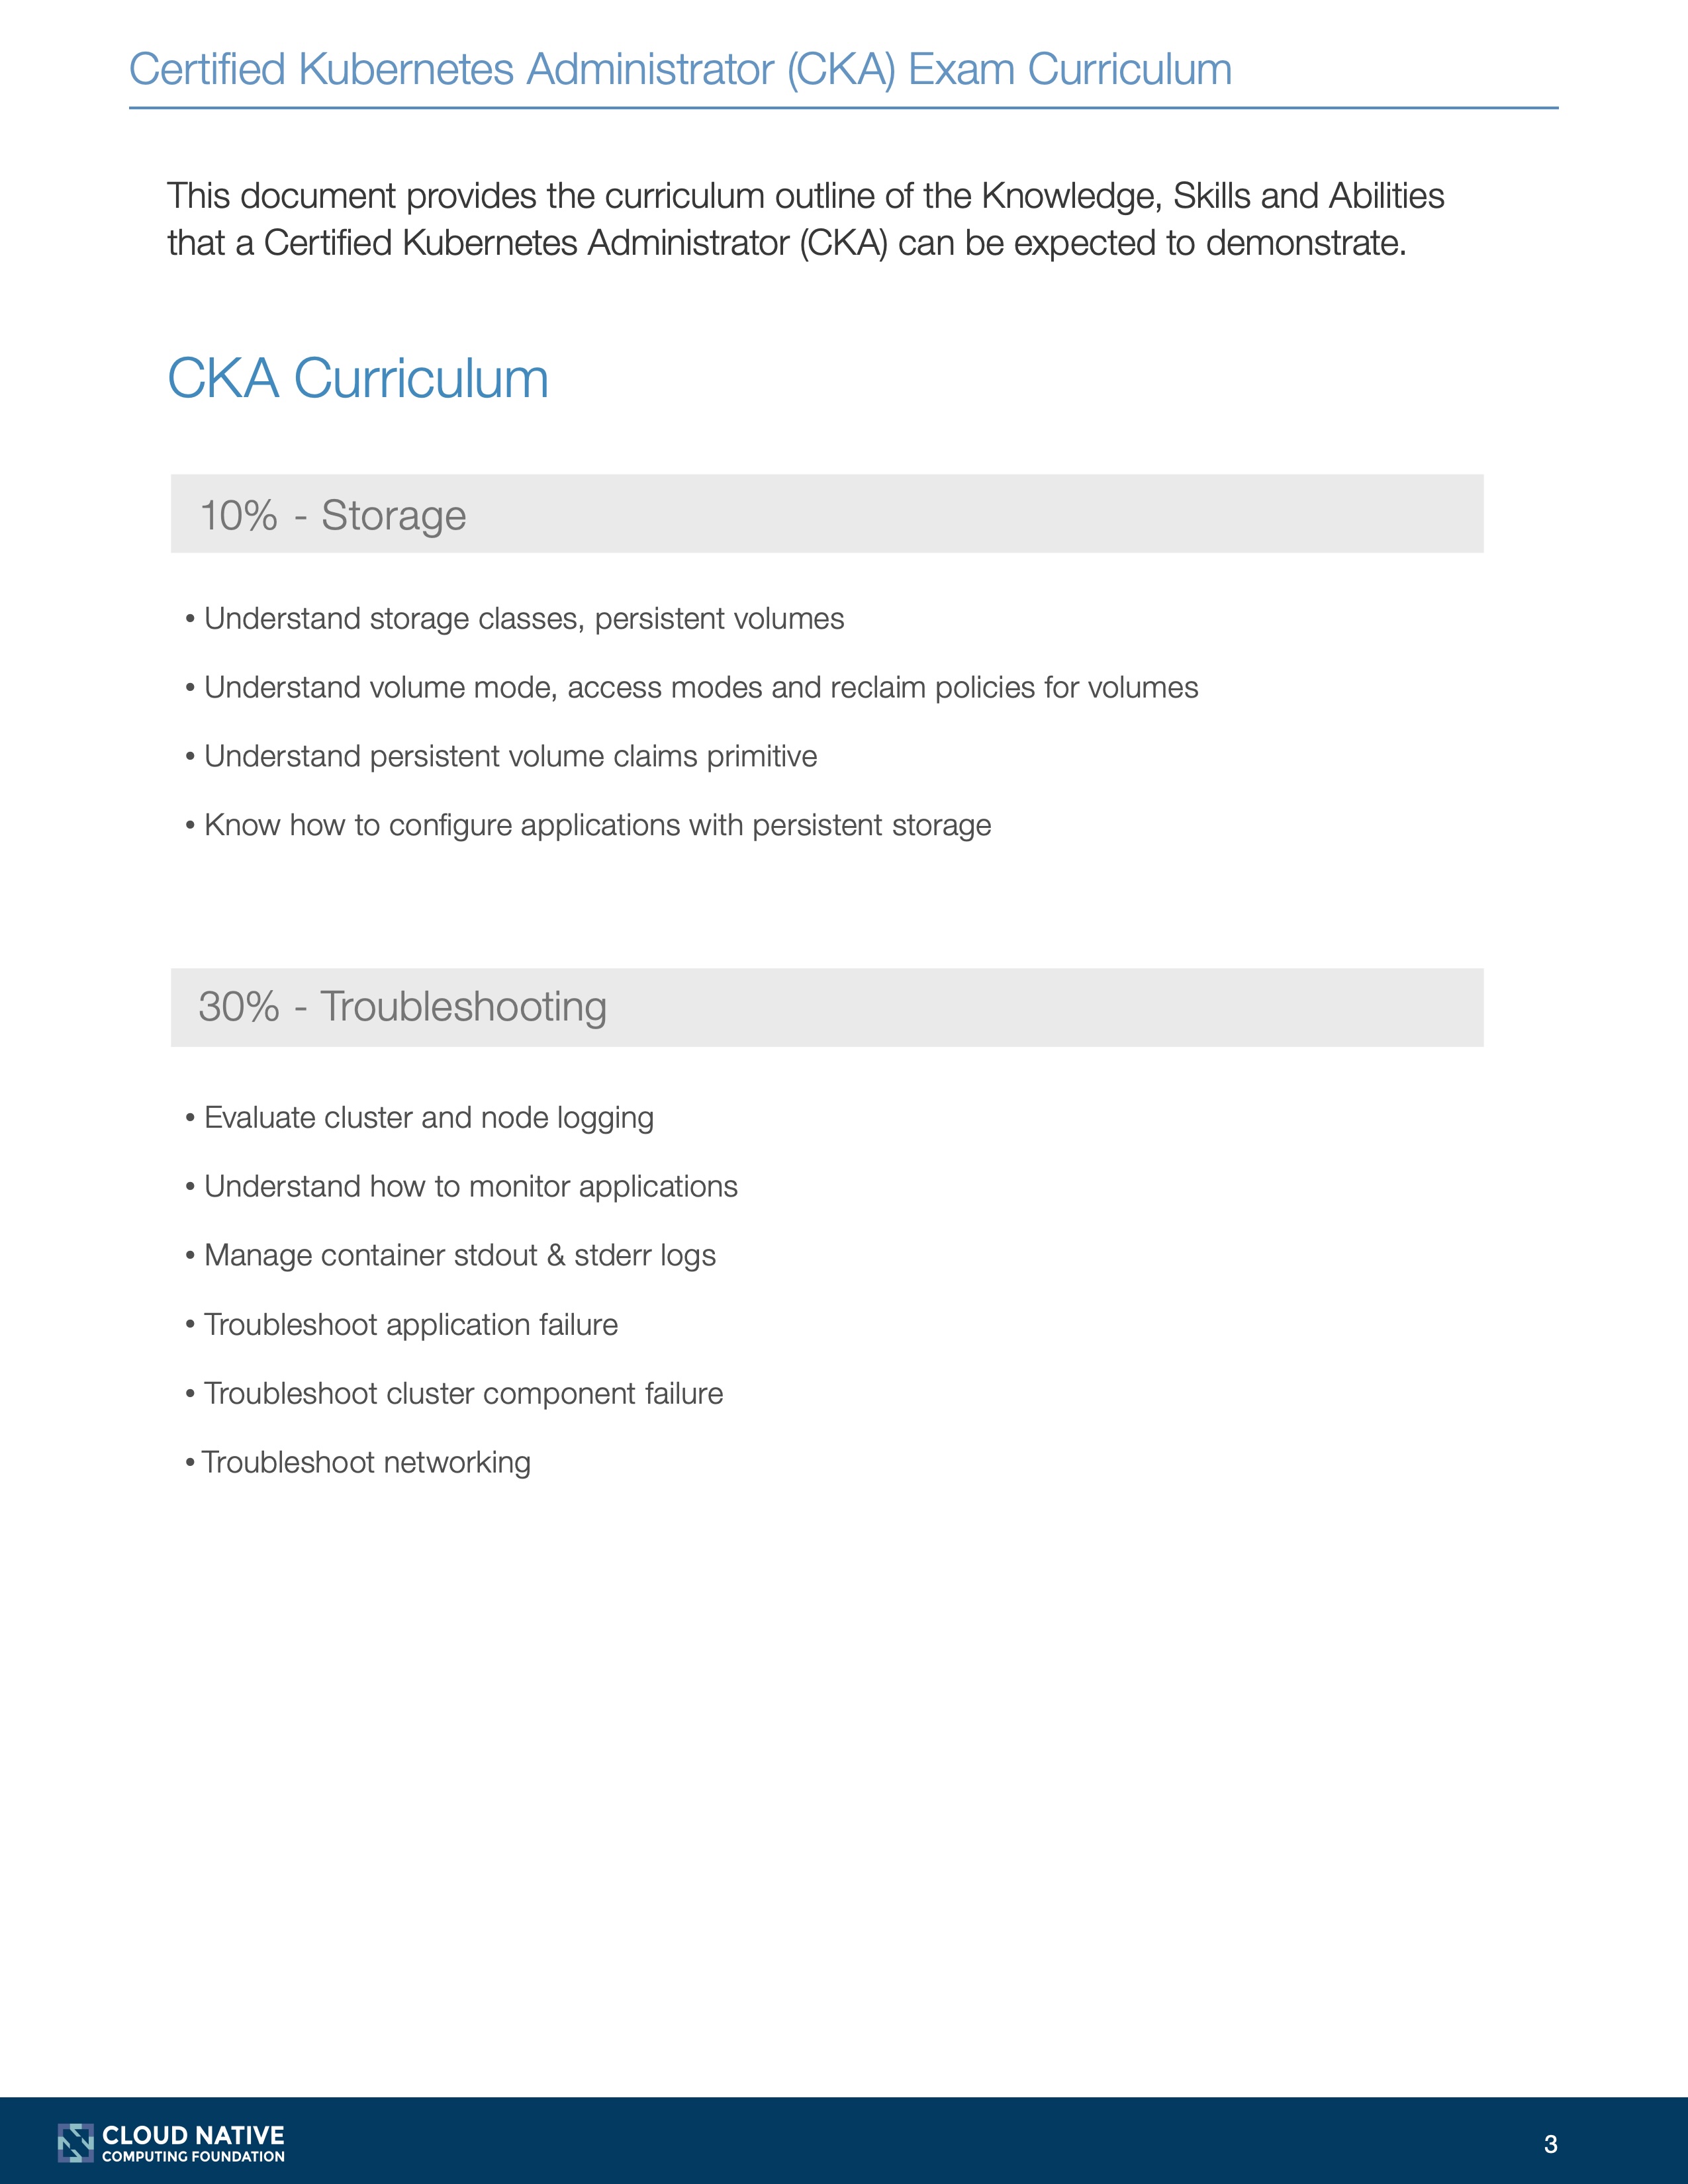 Certified Kubernetes Administrator (CKA) Exam Curriculum
This document provides the curriculum outline of the Knowledge, Skills and Abilities
that a Certified Kubernetes Administrator (CKA) can be expected to demonstrate.
CKA Curriculum
10% - Storage
• Understand storage classes, persistent volumes
• Understand volume mode, access modes and reclaim policies for volumes
• Understand persistent volume claims primitive
• Know how to configure applications with persistent storage
30% - Troubleshooting
• Evaluate cluster and node logging
• Understand how to monitor applications
• Manage container stdout & stderr logs
• Troubleshoot application failure
• Troubleshoot cluster component failure
• Troubleshoot networking
CLOUD NATIVE
COMPUTING FOUNDATION
3